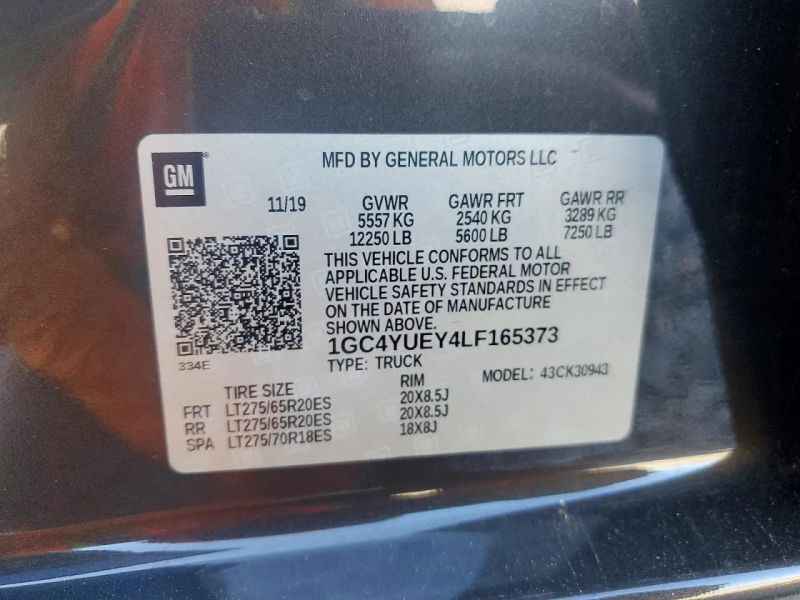 GM ® MFD BY GENERAL MOTORS LLC
11/19 GVWR GAWR FRT GAWR RR
5557 KG 2540 KG 3289 KG
12250 LB 5600 LB 7250 LB
THIS VEHICLE CONFORMS TO ALL
APPLICABLE U.S. FEDERAL MOTOR
VEHICLE SAFETY STANDARDS IN EFFECT
ON THE DATE OF MANUFACTURE
SHOWN ABOVE.
1GC4YUEY4LF165373
334E TYPE: TRUCK MODEL: 43CK30943
TIRE SIZE RIM
FRT LT275/65R20ES 20X8.5J
RR LT275/65R20ES 20X8.5J
SPA LT275/70R18ES 18X8J